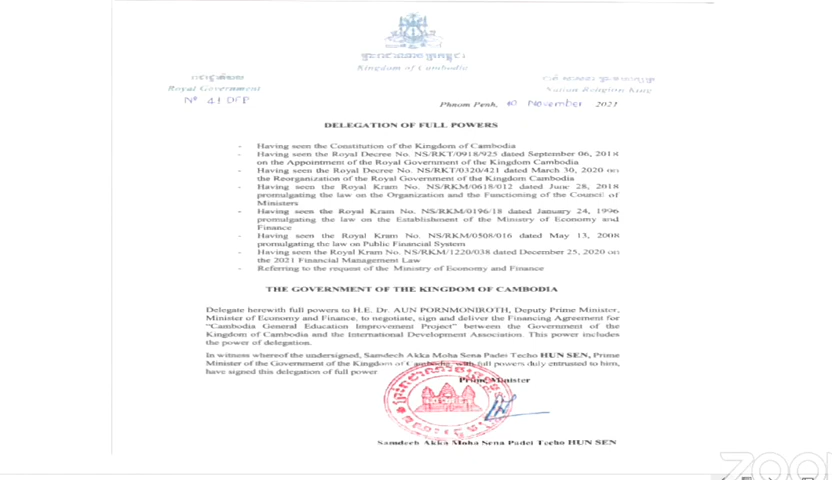 Kingdom of Cambodia
Royal Government
Nation Religion King
Nº 41 DFP
Phnom Penh, 10 November 2021
DELEGATION OF FULL POWERS
- Having seen the Constitution of the Kingdom of Cambodia
- Having seen the Royal Decree No. NS/RKT/0918/925 dated September 06, 2018
on the Appointment of the Royal Government of the Kingdom Cambodia
- Having seen the Royal Decree No. NS/RKT/0320/421 dated March 30, 2020 on
the Reorganization of the Royal Government of the Kingdom Cambodia
- Having seen the Royal Kram No. NS/RKM/0618/012 dated June 28, 2018
promulgating the law on the Organization and the Functioning of the Council of
Ministers
- Having seen the Royal Kram No. NS/RKM/0196/18 dated January 24, 1996
promulgating the law on the Establishment of the Ministry of Economy and
Finance
- Having seen the Royal Kram No. NS/RKM/0508/016 dated May 13, 2008
promulgating the law on Public Financial System
- Having seen the Royal Kram No. NS/RKM/1220/038 dated December 25, 2020 on
the 2021 Financial Management Law
- Referring to the request of the Ministry of Economy and Finance
THE GOVERNMENT OF THE KINGDOM OF CAMBODIA
Delegate herewith full powers to H.E. Dr. AUN PORNMONIROTH, Deputy Prime Minister,
Minister of Economy and Finance, to negotiate, sign and deliver the Financing Agreement for
"Cambodia General Education Improvement Project" between the Government of the
Kingdom of Cambodia and the International Development Association. This power includes
the power of delegation.
In witness whereof the undersigned, Samdech Akka Moha Sena Padei Techo HUN SEN, Prime
Minister of the Government of the Kingdom of Cambodia, with full powers duly entrusted to him,
have signed this delegation of full power
Prime Minister
Samdech Akka Moha Sena Padei Techo HUN SEN
zoom